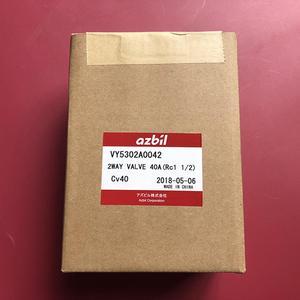 azbil
VY5302A0042
2WAY VALVE 40A(Rc1 1/2)
Cv40 2018-05-06
MADE IN CHINA
アズビル株式会社
Azbil Corporation